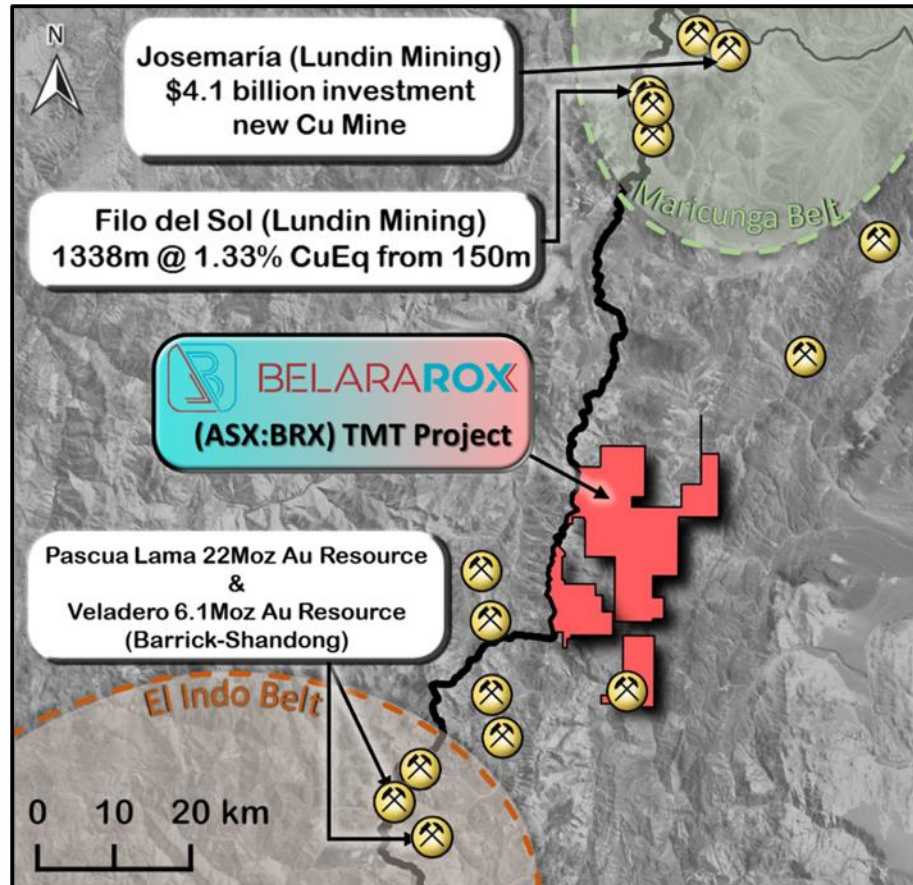 N
Josemaría (Lundin Mining)
$4.1 billion investment
new Cu Mine
Maricunga Belt
Filo del Sol (Lundin Mining)
1338m @ 1.33% CuEq from 150m
BELARAROX
(ASX:BRX) TMT Project
Pascua Lama 22Moz Au Resource
&
Veladero 6.1Moz Au Resource
(Barrick-Shandong)
El Indo Belt
0 10 20 km